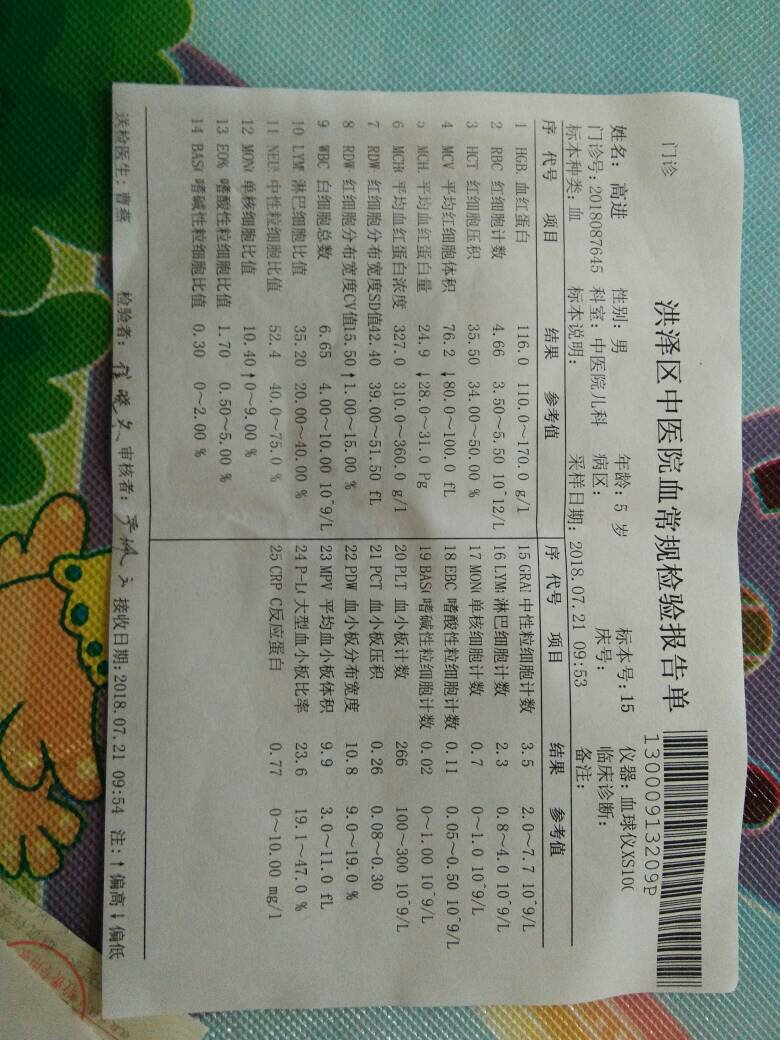 门诊
洪泽区中医院血常规检验报告单
1300091 3209P
姓名: 高进 性别: 男 年龄: 5 岁 标本号: 15 仪器: 血球仪XS10(
门诊号: 2018087645 科室: 中医院儿科 病区: 床号: 临床诊断:
标本种类: 血 标本说明: 采样日期: 2018.07.21 09:53 备注:
序 代号 项目 结果 参考值 序 代号 项目 结果 参考值
1 HGB. 血红蛋白 116.0 110.0~170.0 g/l 15 GRA! 中性粒细胞计数 3.5 2.0~7.7 10^9/L
2 RBC 红细胞计数 4.66 3.50~5.50 10^12/L 16 LYM: 淋巴细胞计数 2.3 0.8~4.0 10^9/L
3 HCT 红细胞压积 35.50 34.00~50.00 % 17 MON( 单核细胞计数 0.7 0~1.0 10^9/L
4 MCV 平均红细胞体积 76.2 ↓80.0~100.0 fL 18 EBC 嗜酸性粒细胞计数 0.11 0.05~0.50 10^9/L
5 MCH. 平均血红蛋白量 24.9 ↓28.0~31.0 Pg 19 BAS( 嗜碱性粒细胞计数 0.02 0~1.00 10^9/L
6 MCH( 平均血红蛋白浓度 327.0 310.0~360.0 g/l 20 PLT 血小板计数 266 100~300 10^9/L
7 RDW 红细胞分布宽度SD值42.40 39.00~51.50 fL 21 PCT 血小板压积 0.26 0.08~0.30
8 RDW 红细胞分布宽度CV值15.50↑1.00~15.00 % 22 PDW 血小板分布宽度 10.8 9.0~19.0 %
9 WBC 白细胞总数 6.65 4.00~10.00 10^9/L 23 MPV 平均血小板体积 9.9 3.0~11.0 fL
10 LYM 淋巴细胞比值 35.20 20.00~40.00 % 24 P-L( 大型血小板比率 23.6 19.1~47.0 %
11 NEU 中性粒细胞比值 52.4 40.0~75.0 % 25 CRP C反应蛋白 0.77 0~10.00 mg/l
12 MON( 单核细胞比值 10.40↑0~9.00 %
13 EO% 嗜酸性粒细胞比值 1.70 0.50~5.00 %
14 BAS( 嗜碱性粒细胞比值 0.30 0~2.00 %
送检医生: 曹燕 检验者: 审核者: 接收日期: 2018.07.21 09:54 注: ↑偏高 ↓偏低